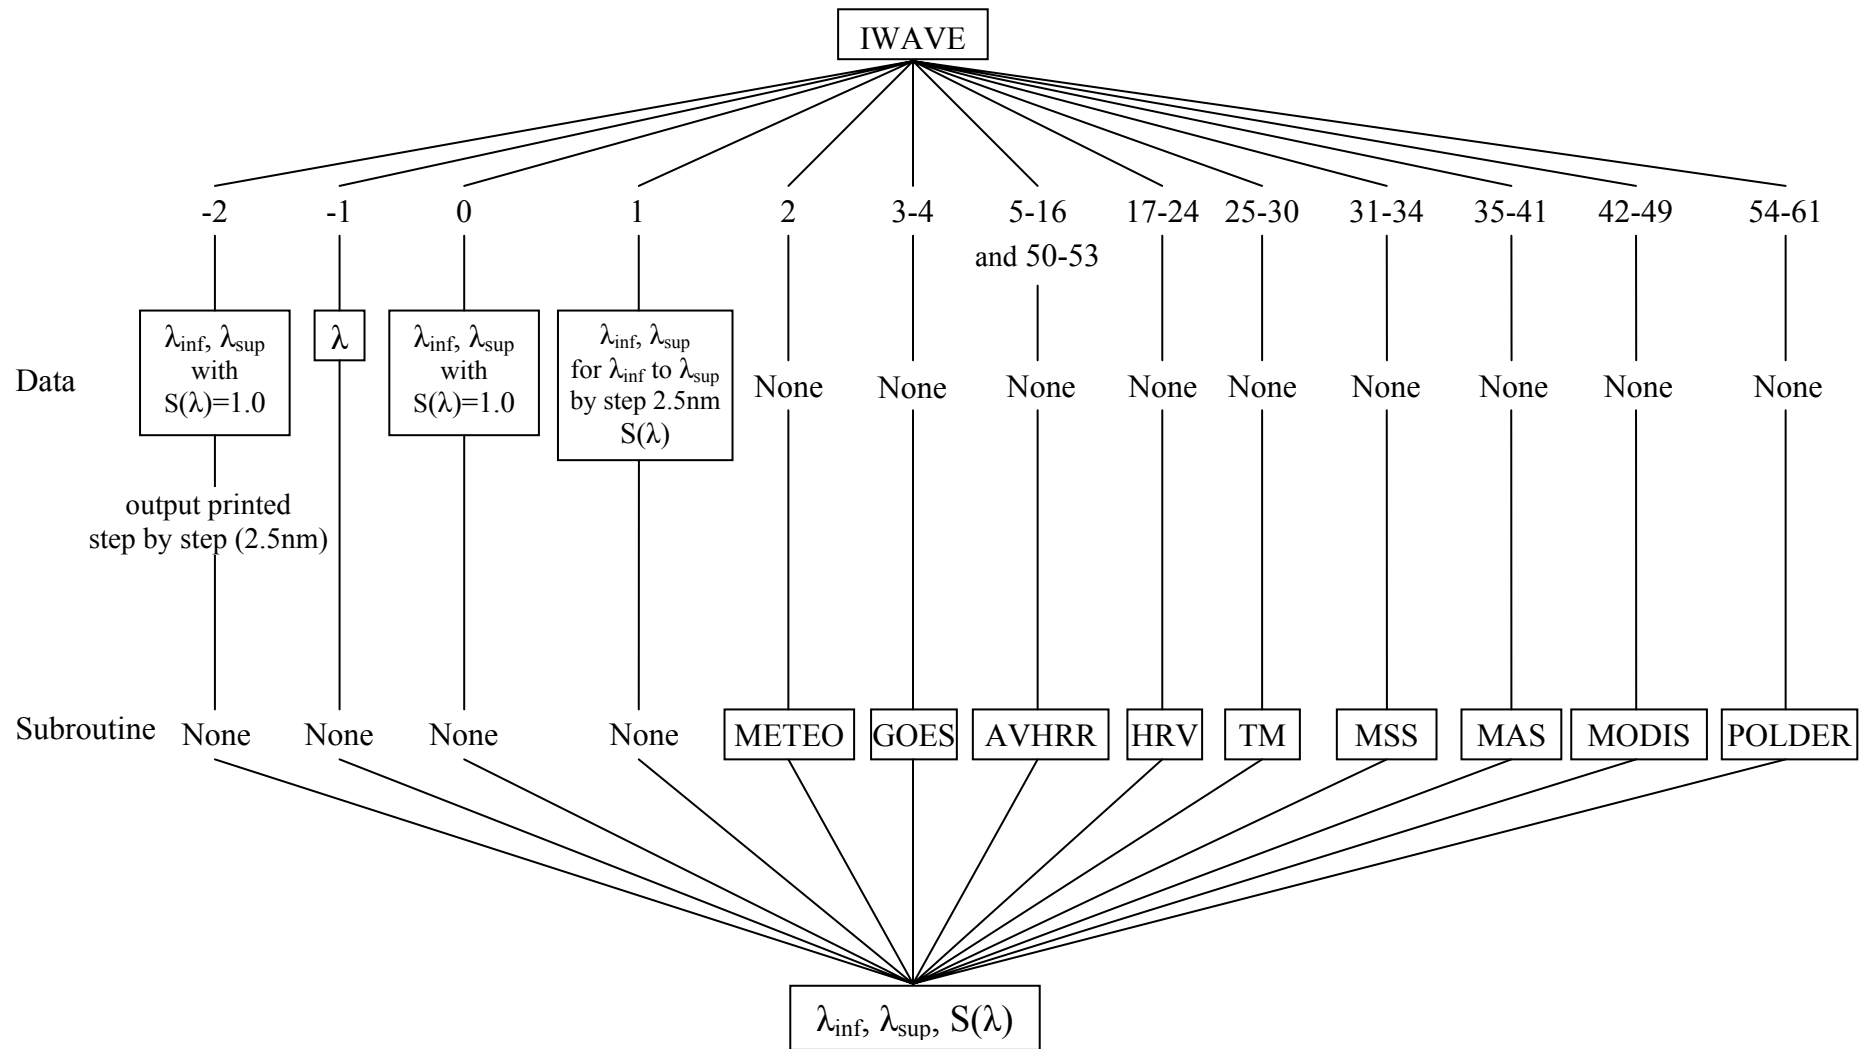 IWAVE
-2 -1 0 1 2 3-4 5-16 17-24 25-30 31-34 35-41 42-49 54-61
and 50-53
Data
λinf, λsup
with
S(λ)=1.0
λ
λinf, λsup
with
S(λ)=1.0
λinf, λsup
for λinf to λsup
by step 2.5nm
S(λ)
None None None None None None None None None
output printed
step by step (2.5nm)
Subroutine None None None None METEO GOES AVHRR HRV TM MSS MAS MODIS POLDER
λinf, λsup, S(λ)